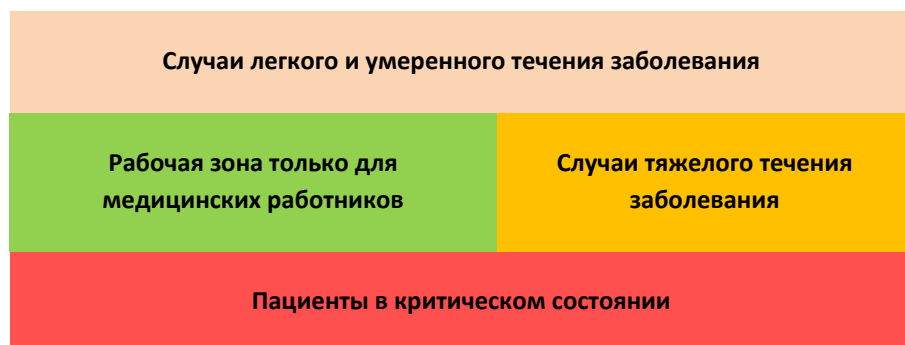 Случаи легкого и умеренного течения заболевания
Рабочая зона только для
медицинских работников
Случаи тяжелого течения
заболевания
Пациенты в критическом состоянии